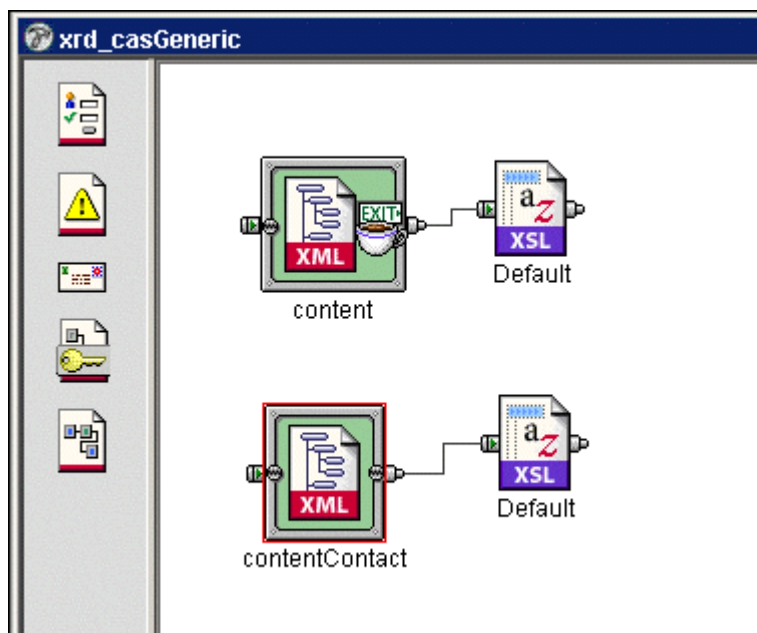 xrd_casGeneric
EXIT
XML
XSL
content
Default
XML
XSL
contentContact
Default
a z
a z